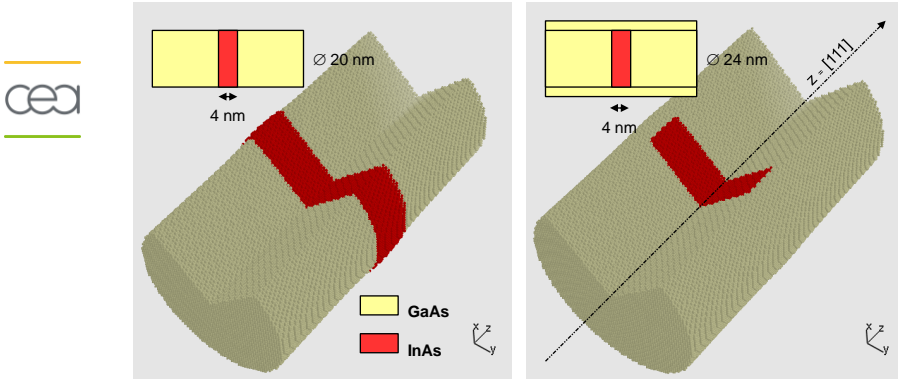 cea
∅ 20 nm
4 nm
GaAs
InAs
x z
y
∅ 24 nm
4 nm
z = [111]
x z
y